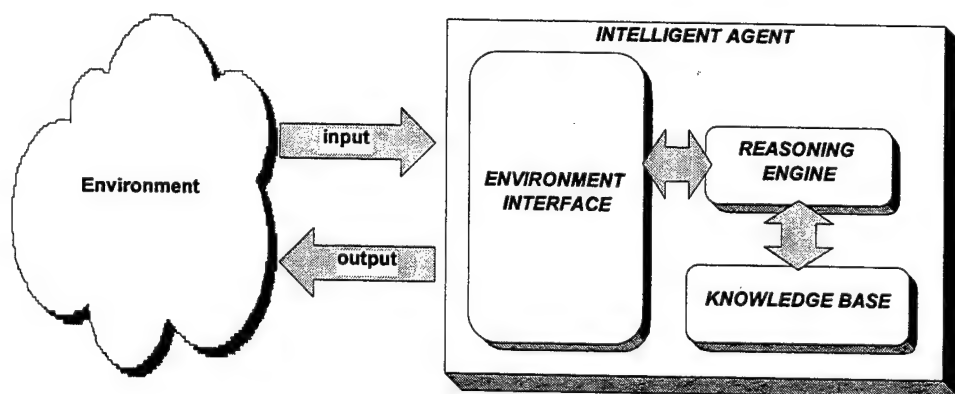 INTELLIGENT AGENT
input
Environment
output
ENVIRONMENT
INTERFACE
REASONING
ENGINE
KNOWLEDGE BASE